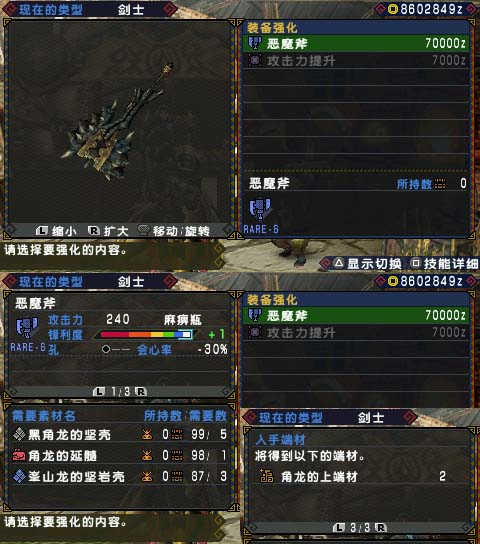 现在的类型 剑士
8602849z
装备强化
恶魔斧 70000z
攻击力提升 7000z
恶魔斧 所持数 0
RARE-6
L 缩小 R 扩大 移动/旋转
请选择要强化的内容。
△显示切换 □技能详细
现在的类型 剑士
8602849z
恶魔斧
攻击力 240 麻痹瓶
锋利度 +1
RARE-6 孔 ●-- 会心率 -30%
L 1/3 R
装备强化
恶魔斧 70000z
攻击力提升 7000z
需要素材名 所持数/需要数
黑角龙的坚壳 0 99/ 5
角龙的延髓 0 98/ 1
峯山龙的坚岩壳 0 87/ 3
请选择要强化的内容。
现在的类型 剑士
入手端材
将得到以下的端材。
角龙的上端材 2
L 3/3 R